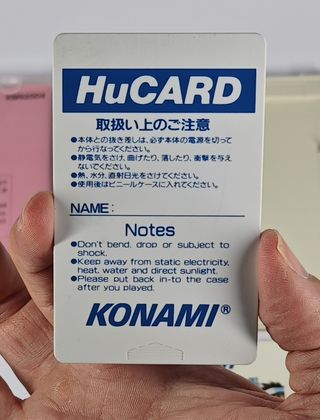 HuCARD
取扱い上のご注意
●本体との抜き差しは、必ず本体の電源を切って
から行なってください。
●静電気をさけ、曲げたり、落したり、衝撃を与え
ないでください。
●熱、水分、直射日光をさけてください。
●使用後はビニールケースに入れてください。
NAME:
Notes
●Don't bend, drop or subject to
shock.
●Keep away from static electricity,
heat, water and direct sunlight.
●Please put back in-to the case
after you played.
KONAMI®